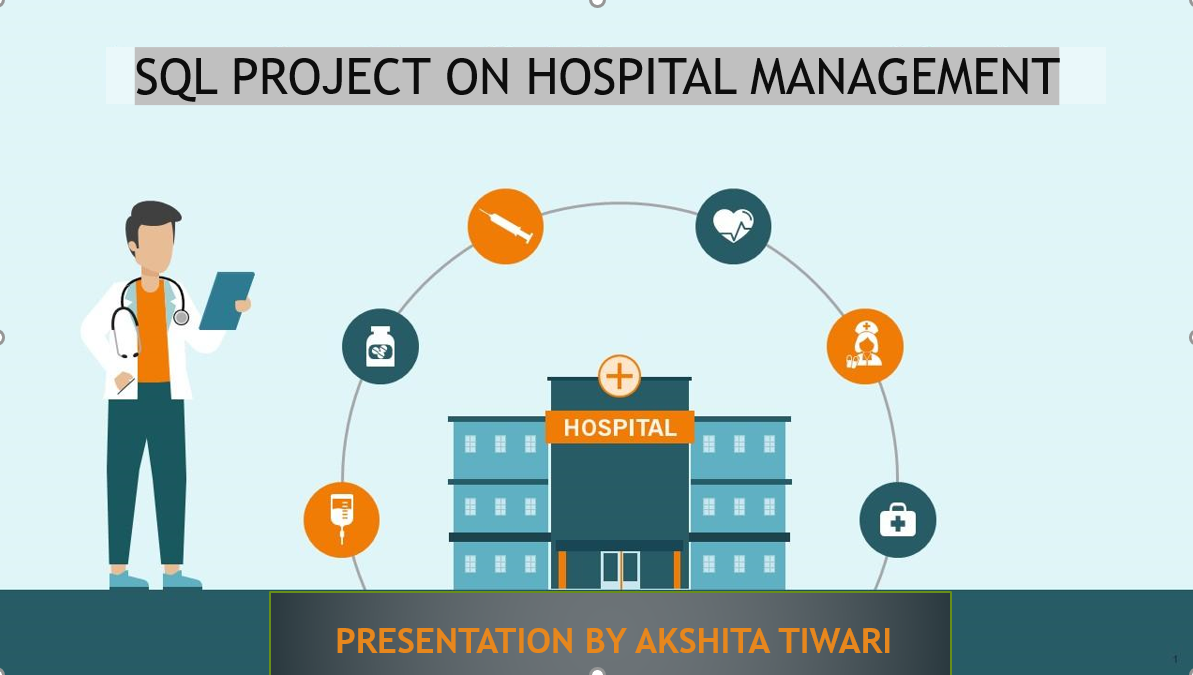 SQL PROJECT ON HOSPITAL MANAGEMENT
HOSPITAL
PRESENTATION BY AKSHITA TIWARI
1